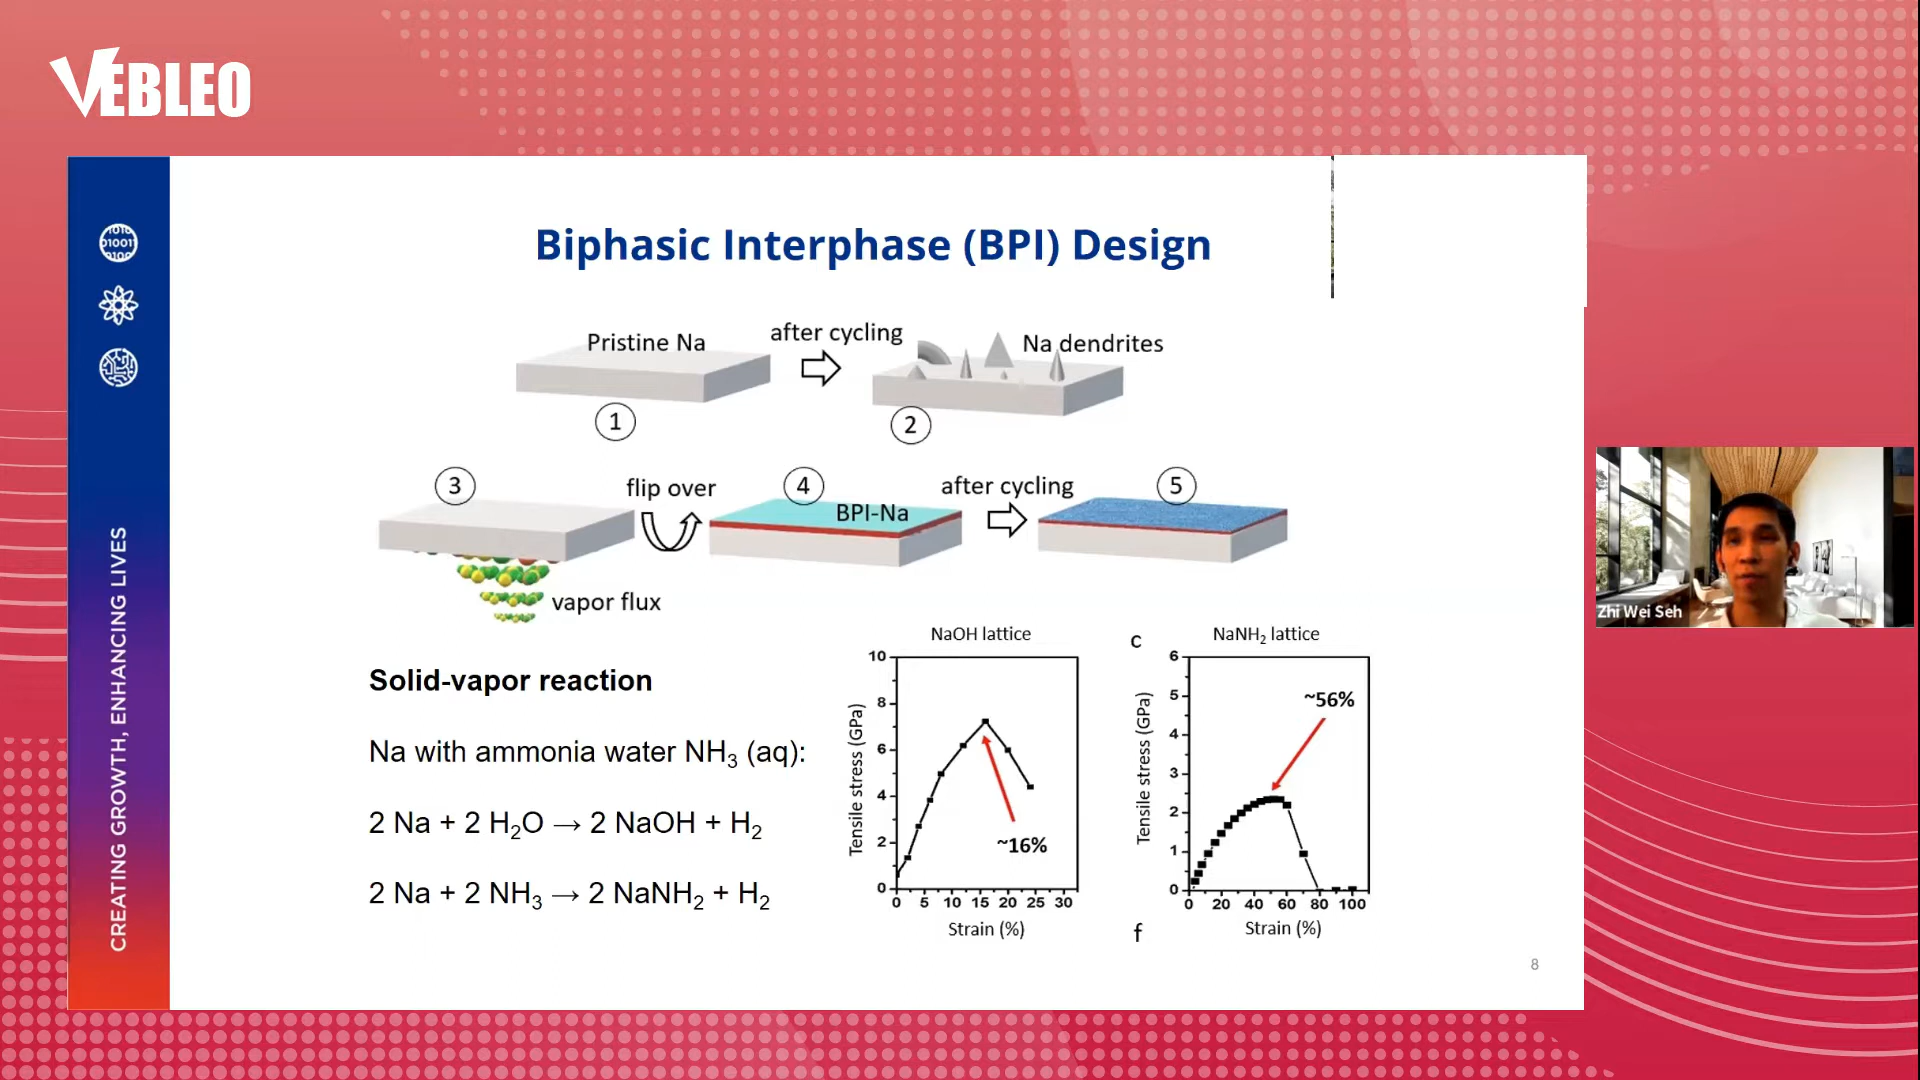 VEBLEO
1010
010011
0100
CREATING GROWTH, ENHANCING LIVES
Biphasic Interphase (BPI) Design
Pristine Na
after cycling
Na dendrites
1
2
3
flip over
4
BPI-Na
after cycling
5
vapor flux
Solid-vapor reaction
Na with ammonia water NH₃ (aq):
2 Na + 2 H₂O → 2 NaOH + H₂
2 Na + 2 NH₃ → 2 NaNH₂ + H₂
NaOH lattice
Tensile stress (GPa)
10
8
6
4
2
0
~16%
0 5 10 15 20 25 30
Strain (%)
c
NaNH₂ lattice
Tensile stress (GPa)
6
5
4
3
2
1
0
~56%
0 20 40 60 80 100
Strain (%)
f
8
Zhi Wei Seh